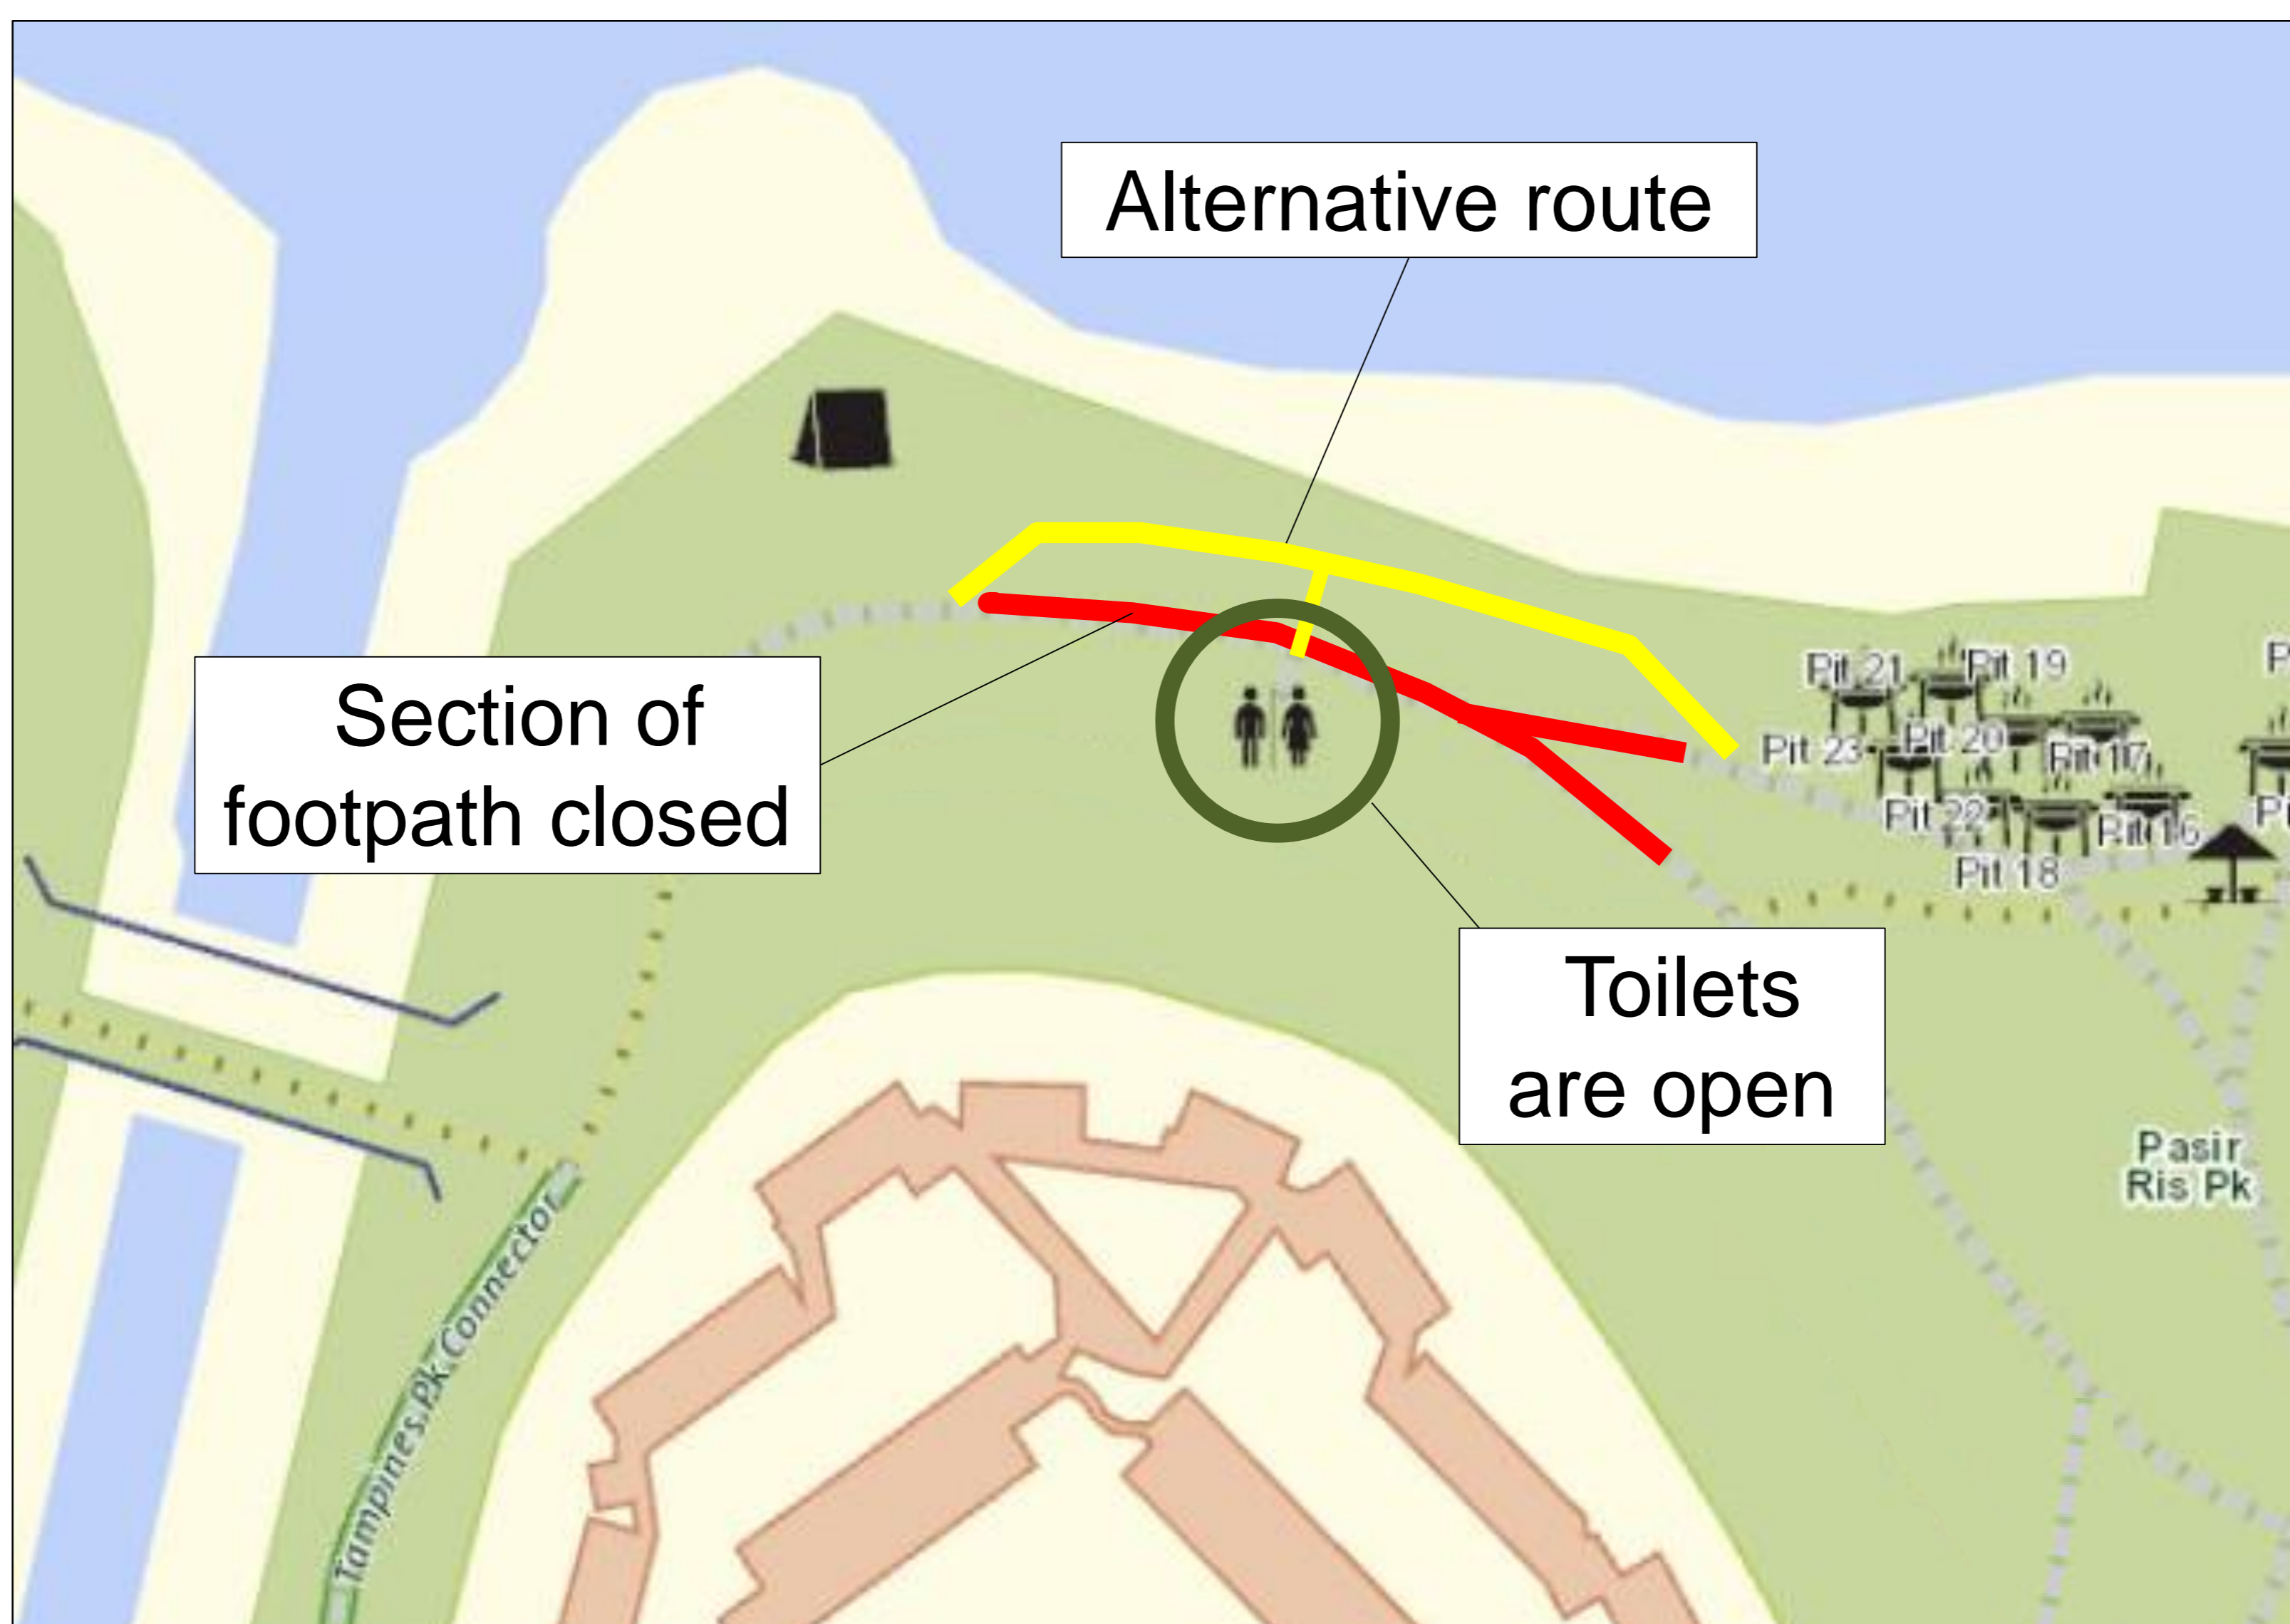 Alternative route
Section of
footpath closed
Pit 21
Pit 19
Pit 23
Pit 20
Pit 17
Pit 22
Pit 16
Pit 18
Toilets
are open
Pasir
Ris Pk
Tampines Pk Connector